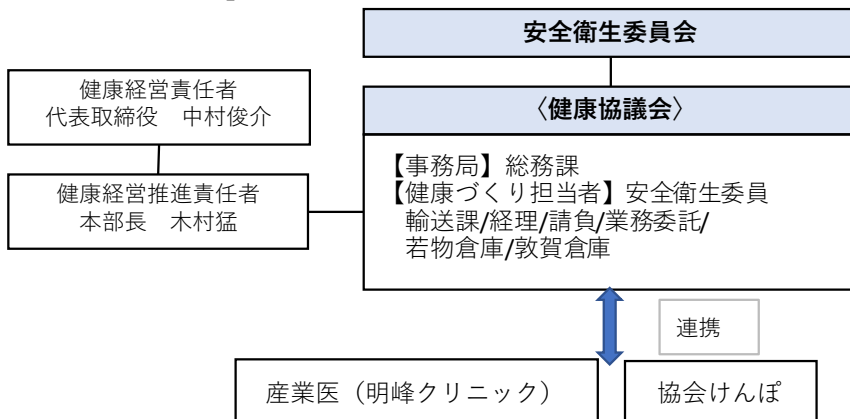 安全衛生委員会
健康経営責任者
代表取締役　中村俊介
健康経営推進責任者
本部長　木村猛
〈健康協議会〉
【事務局】総務課
【健康づくり担当者】安全衛生委員
輸送課/経理/請負/業務委託/
若物倉庫/敦賀倉庫
連携
産業医（明峰クリニック）
協会けんぽ